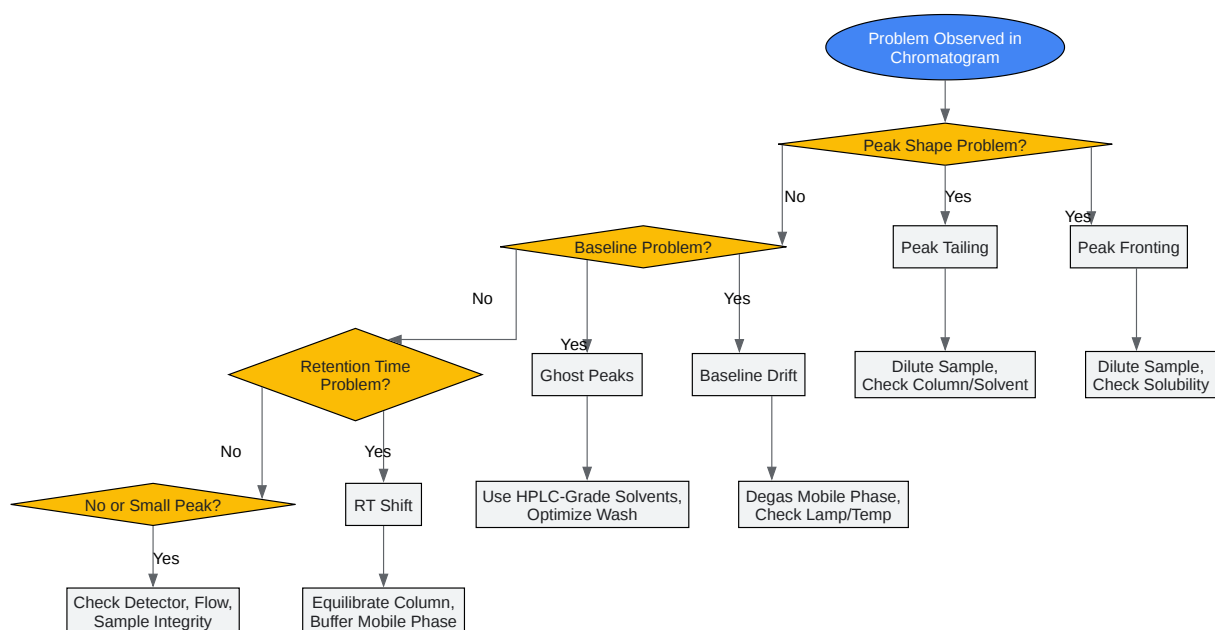 Problem Observed in
Chromatogram
Peak Shape Problem?
No
Yes
Yes
Baseline Problem?
Peak Tailing
Peak Fronting
No
Yes
Yes
Retention Time
Problem?
Ghost Peaks
Baseline Drift
Dilute Sample,
Check Column/Solvent
Dilute Sample,
Check Solubility
No
Yes
No or Small Peak?
RT Shift
Use HPLC-Grade Solvents,
Optimize Wash
Degas Mobile Phase,
Check Lamp/Temp
Yes
Check Detector, Flow,
Sample Integrity
Equilibrate Column,
Buffer Mobile Phase